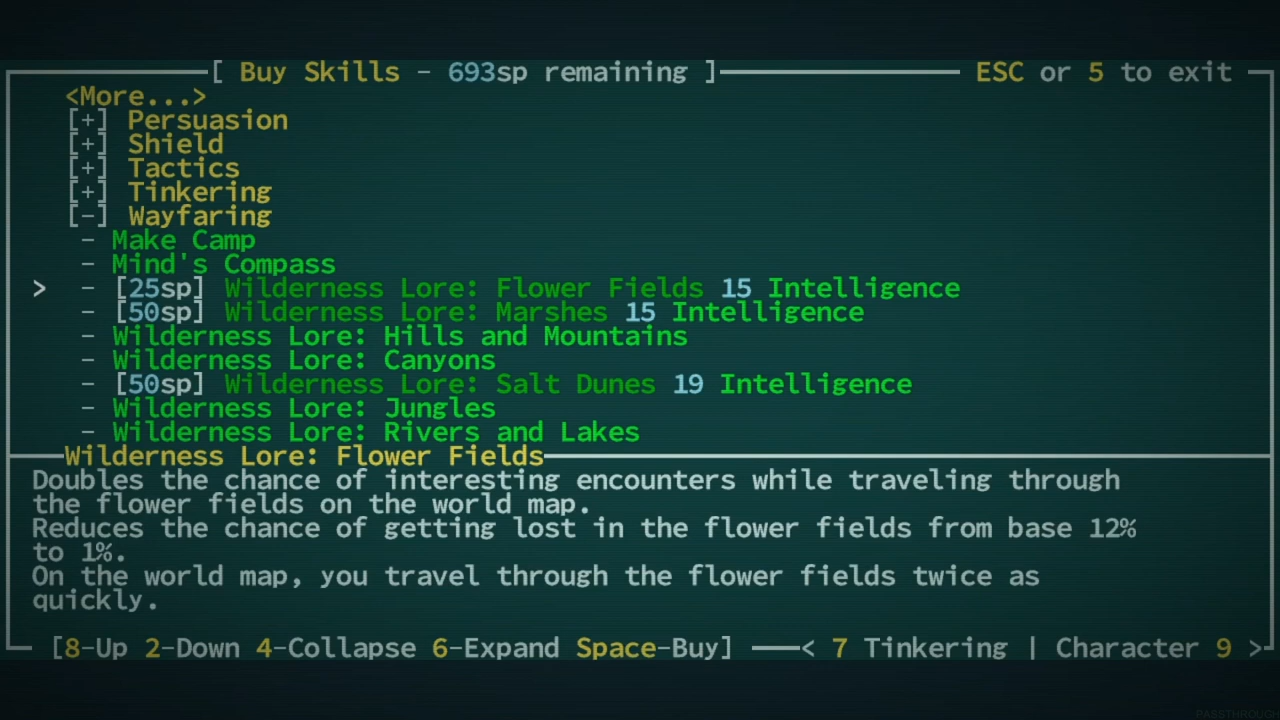 [ Buy Skills - 693sp remaining ] ESC or 5 to exit
<More...>
[+] Persuasion
[+] Shield
[+] Tactics
[+] Tinkering
[-] Wayfaring
- Make Camp
- Mind's Compass
> - [25sp] Wilderness Lore: Flower Fields 15 Intelligence
- [50sp] Wilderness Lore: Marshes 15 Intelligence
- Wilderness Lore: Hills and Mountains
- Wilderness Lore: Canyons
- [50sp] Wilderness Lore: Salt Dunes 19 Intelligence
- Wilderness Lore: Jungles
- Wilderness Lore: Rivers and Lakes
Wilderness Lore: Flower Fields
Doubles the chance of interesting encounters while traveling through
the flower fields on the world map.
Reduces the chance of getting lost in the flower fields from base 12%
to 1%.
On the world map, you travel through the flower fields twice as
quickly.
[8-Up 2-Down 4-Collapse 6-Expand Space-Buy] < 7 Tinkering | Character 9 >